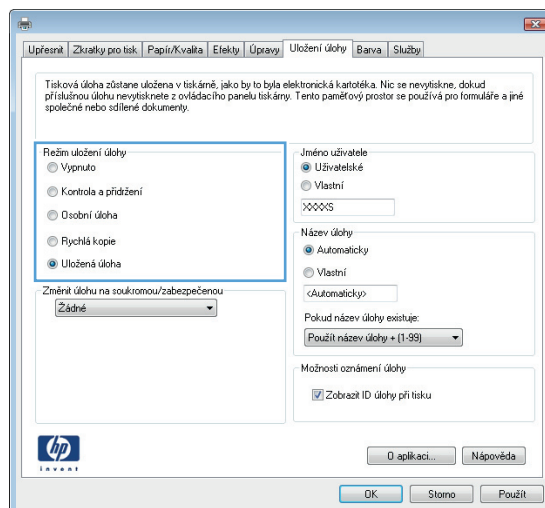 Upřesnit Zkratky pro tisk Papír/Kvalita Efekty Úpravy Uložení úlohy Barva Služby
Tisková úloha zůstane uložena v tiskárně, jako by to byla elektronická kartotéka. Nic se nevytiskne, dokud
příslušnou úlohu nevytisknete z ovládacího panelu tiskárny. Tento paměťový prostor se používá pro formuláře a jiné
společné nebo sdílené dokumenty.
Režim uložení úlohy
Vypnuto
Kontrola a přidržení
Osobní úloha
Rychlá kopie
Uložená úloha
Změnit úlohu na soukromou/zabezpečenou
Žádné
Jméno uživatele
Uživatelské
Vlastní
XXXXS
Název úlohy
Automaticky
Vlastní
<Automaticky>
Pokud název úlohy existuje:
Použít název úlohy + (1-99)
Možnosti oznámení úlohy
Zobrazit ID úlohy při tisku
hp
invent
O aplikaci... Nápověda
OK Storno Použít